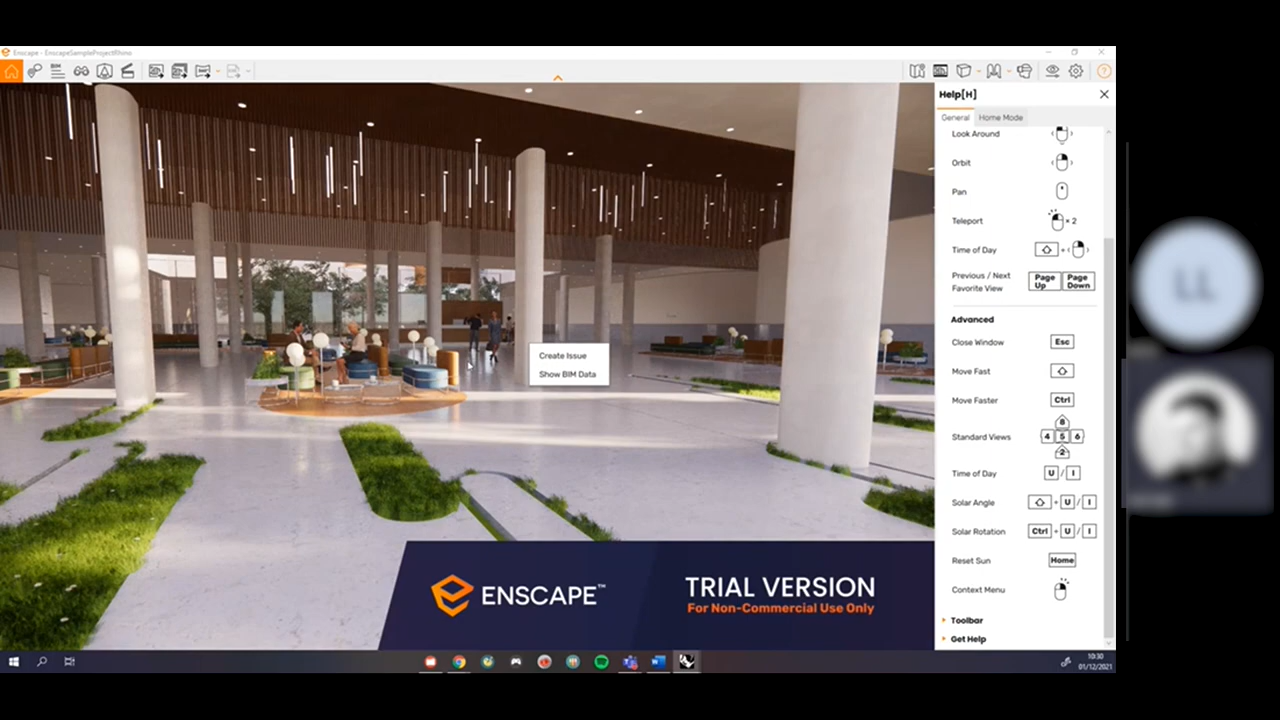 Enscape - EnscapeSampleProjectRhino
Help[H]
General Home Mode
Look Around
Orbit
Pan
Teleport × 2
Time of Day +
Previous / Next
Favorite View
Page Up
Page Down
Advanced
Close Window Esc
Move Fast
Move Faster Ctrl
Standard Views 8 4 5 6 2
Time of Day U / I
Solar Angle + U / I
Solar Rotation Ctrl + U / I
Reset Sun Home
Context Menu
Toolbar
Get Help
Create Issue
Show BIM Data
ENSCAPE™
TRIAL VERSION
For Non-Commercial Use Only
10:30
01/12/2021
LL